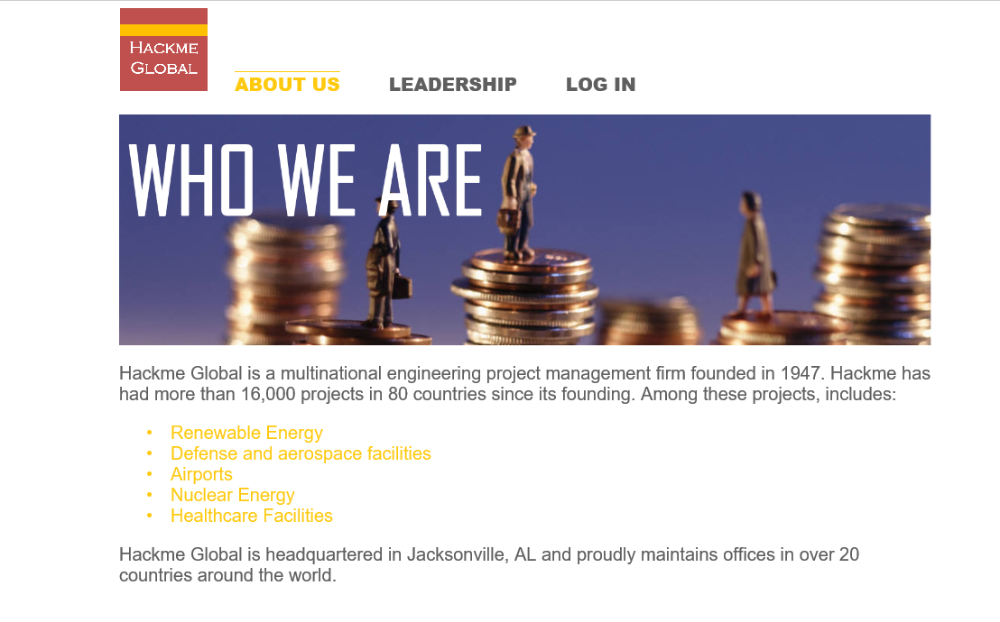 HACKME
GLOBAL
ABOUT US LEADERSHIP LOG IN
WHO WE ARE
Hackme Global is a multinational engineering project management firm founded in 1947. Hackme has
had more than 16,000 projects in 80 countries since its founding. Among these projects, includes:
• Renewable Energy
• Defense and aerospace facilities
• Airports
• Nuclear Energy
• Healthcare Facilities
Hackme Global is headquartered in Jacksonville, AL and proudly maintains offices in over 20
countries around the world.